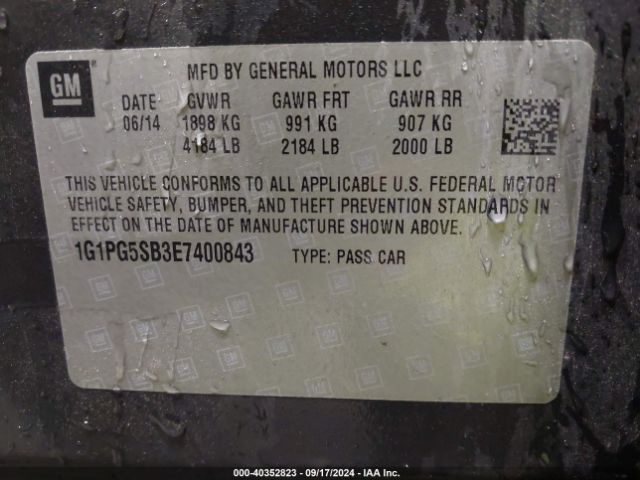 GM
MFD BY GENERAL MOTORS LLC
DATE GVWR GAWR FRT GAWR RR
06/14 1898 KG 991 KG 907 KG
4184 LB 2184 LB 2000 LB
THIS VEHICLE CONFORMS TO ALL APPLICABLE U.S. FEDERAL MOTOR
VEHICLE SAFETY, BUMPER, AND THEFT PREVENTION STANDARDS IN
EFFECT ON THE DATE OF MANUFACTURE SHOWN ABOVE.
1G1PG5SB3E7400843 TYPE: PASS CAR
000-40352823 - 09/17/2024 - IAA Inc.